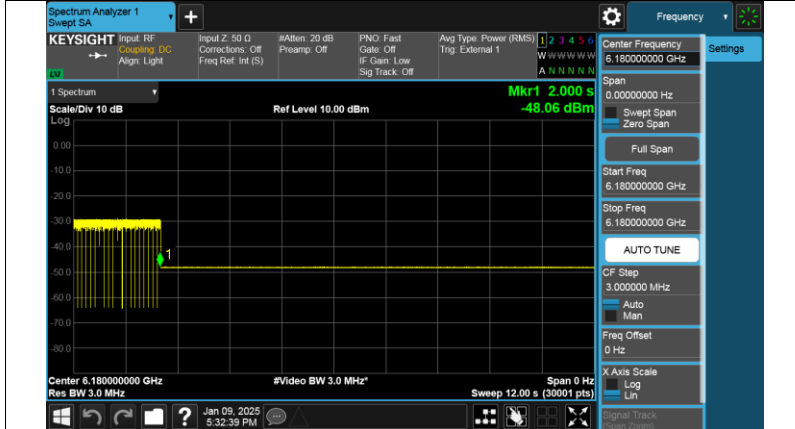 Spectrum Analyzer 1
Swept SA
Frequency
KEYSIGHT
Input: RF
Coupling: DC
Align: Light
Input Z: 50 Ω
Corrections: Off
Freq Ref: Int (S)
#Atten: 20 dB
Preamp: Off
PNO: Fast
Gate: Off
IF Gain: Low
Sig Track: Off
Avg Type: Power (RMS)
Trig: External 1
1 2 3 4 5 6
W W W W W W
A N N N N N
LXI
1 Spectrum
Scale/Div 10 dB
Log
Ref Level 10.00 dBm
Mkr1 2.000 s
-48.06 dBm
0.00
-10.0
-20.0
-30.0
-40.0
-50.0
-60.0
-70.0
-80.0
1
Center 6.180000000 GHz
Res BW 3.0 MHz
#Video BW 3.0 MHz*
Span 0 Hz
Sweep 12.00 s (30001 pts)
Center Frequency
6.180000000 GHz
Span
0.00000000 Hz
Swept Span
Zero Span
Full Span
Start Freq
6.180000000 GHz
Stop Freq
6.180000000 GHz
AUTO TUNE
CF Step
3.000000 MHz
Auto
Man
Freq Offset
0 Hz
X Axis Scale
Log
Lin
Signal Track
(Span Zoom)
Settings
?
Jan 09, 2025
5:32:39 PM